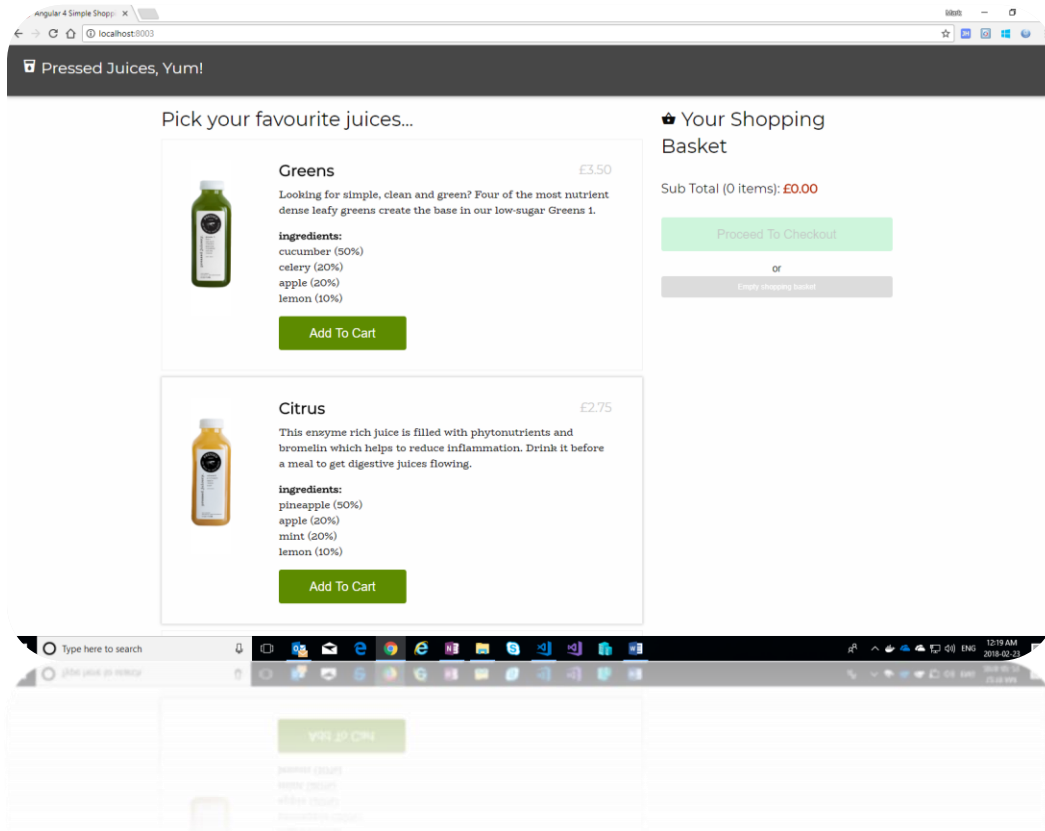 Angular 4 Simple Shopp
localhost:8003
Pressed Juices, Yum!
Pick your favourite juices...
Greens
£3.50
Looking for simple, clean and green? Four of the most nutrient
dense leafy greens create the base in our low-sugar Greens 1.
ingredients:
cucumber (50%)
celery (20%)
apple (20%)
lemon (10%)
Add To Cart
Citrus
£2.75
This enzyme rich juice is filled with phytonutrients and
bromelin which helps to reduce inflammation. Drink it before
a meal to get digestive juices flowing.
ingredients:
pineapple (50%)
apple (20%)
mint (20%)
lemon (10%)
Add To Cart
Your Shopping
Basket
Sub Total (0 items): £0.00
Proceed To Checkout
or
Empty shopping basket
Type here to search
ENG
12:19 AM
2018-02-23